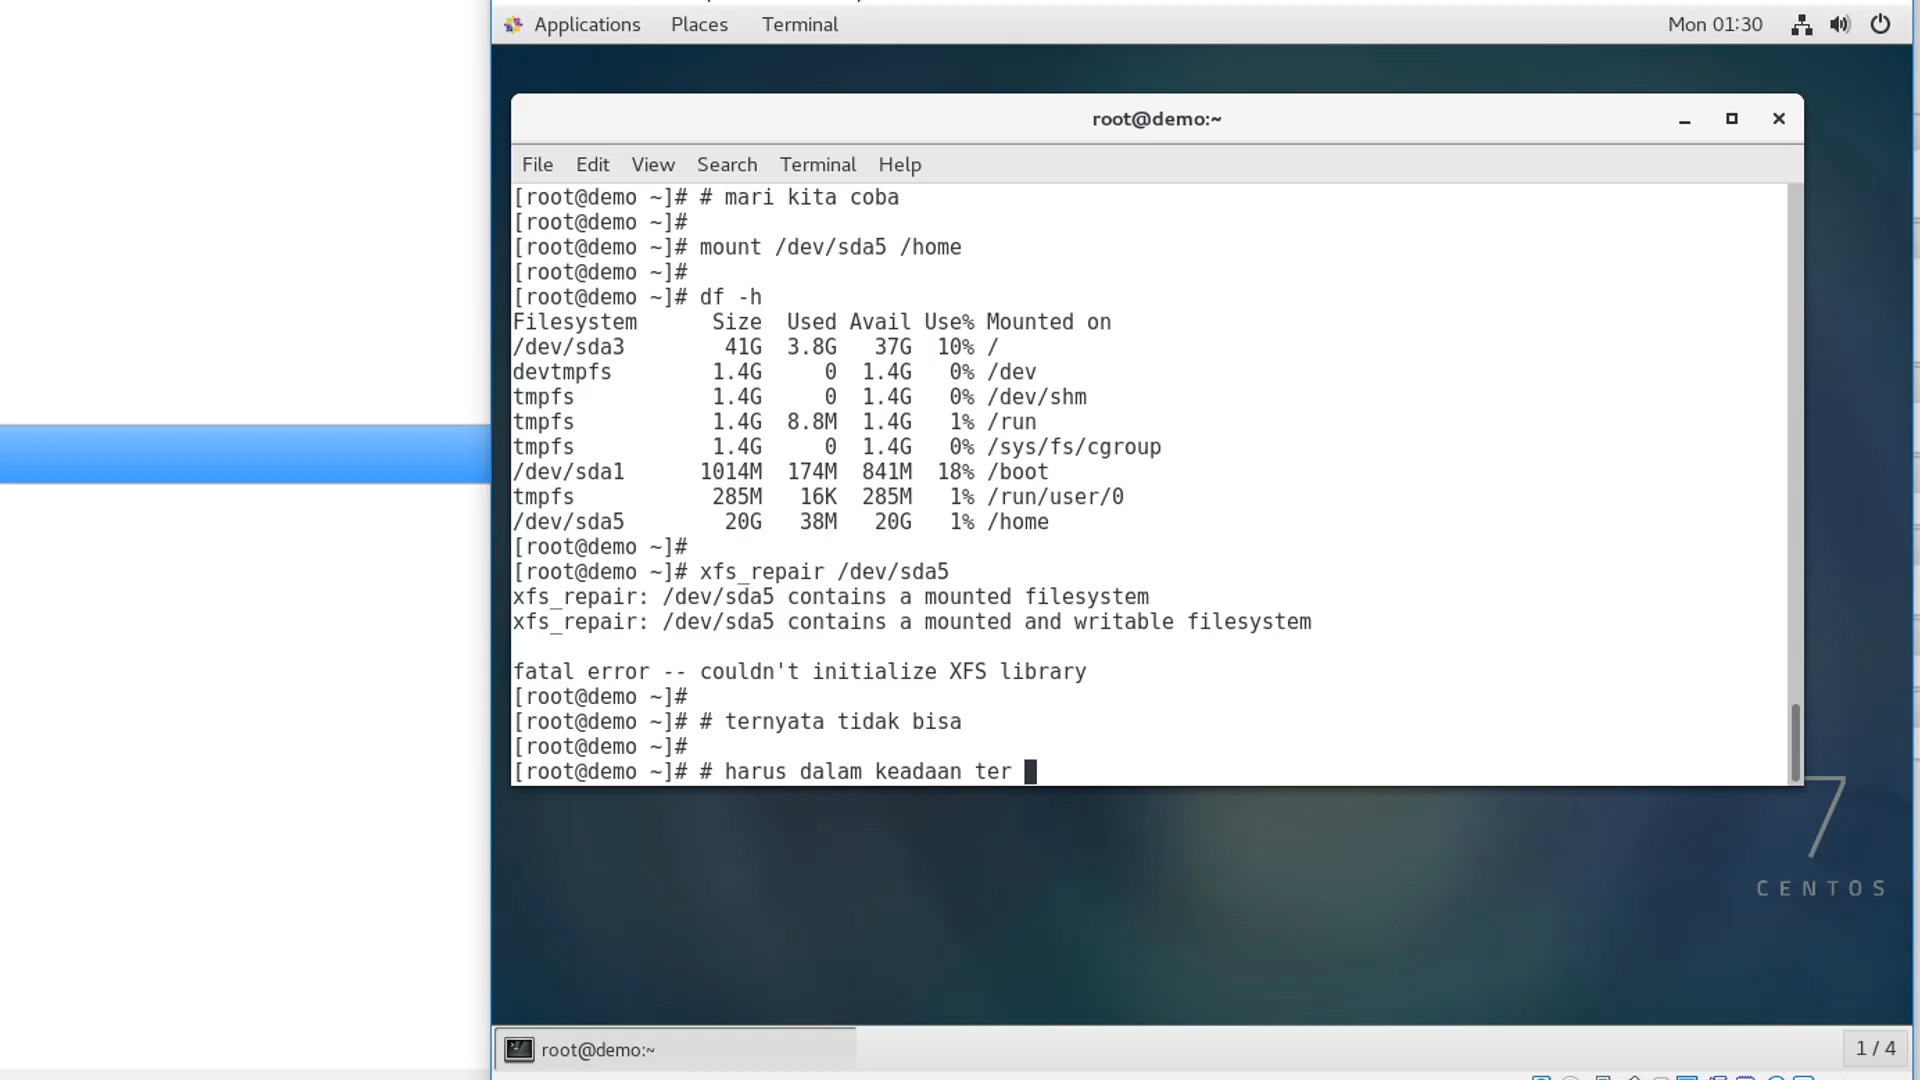 Applications Places Terminal Mon 01:30
root@demo:~
File Edit View Search Terminal Help
[root@demo ~]# # mari kita coba
[root@demo ~]#
[root@demo ~]# mount /dev/sda5 /home
[root@demo ~]#
[root@demo ~]# df -h
Filesystem Size Used Avail Use% Mounted on
/dev/sda3 41G 3.8G 37G 10% /
devtmpfs 1.4G 0 1.4G 0% /dev
tmpfs 1.4G 0 1.4G 0% /dev/shm
tmpfs 1.4G 8.8M 1.4G 1% /run
tmpfs 1.4G 0 1.4G 0% /sys/fs/cgroup
/dev/sda1 1014M 174M 841M 18% /boot
tmpfs 285M 16K 285M 1% /run/user/0
/dev/sda5 20G 38M 20G 1% /home
[root@demo ~]#
[root@demo ~]# xfs_repair /dev/sda5
xfs_repair: /dev/sda5 contains a mounted filesystem
xfs_repair: /dev/sda5 contains a mounted and writable filesystem
fatal error -- couldn't initialize XFS library
[root@demo ~]#
[root@demo ~]# # ternyata tidak bisa
[root@demo ~]#
[root@demo ~]# # harus dalam keadaan ter
7
CENTOS
root@demo:~
1 / 4